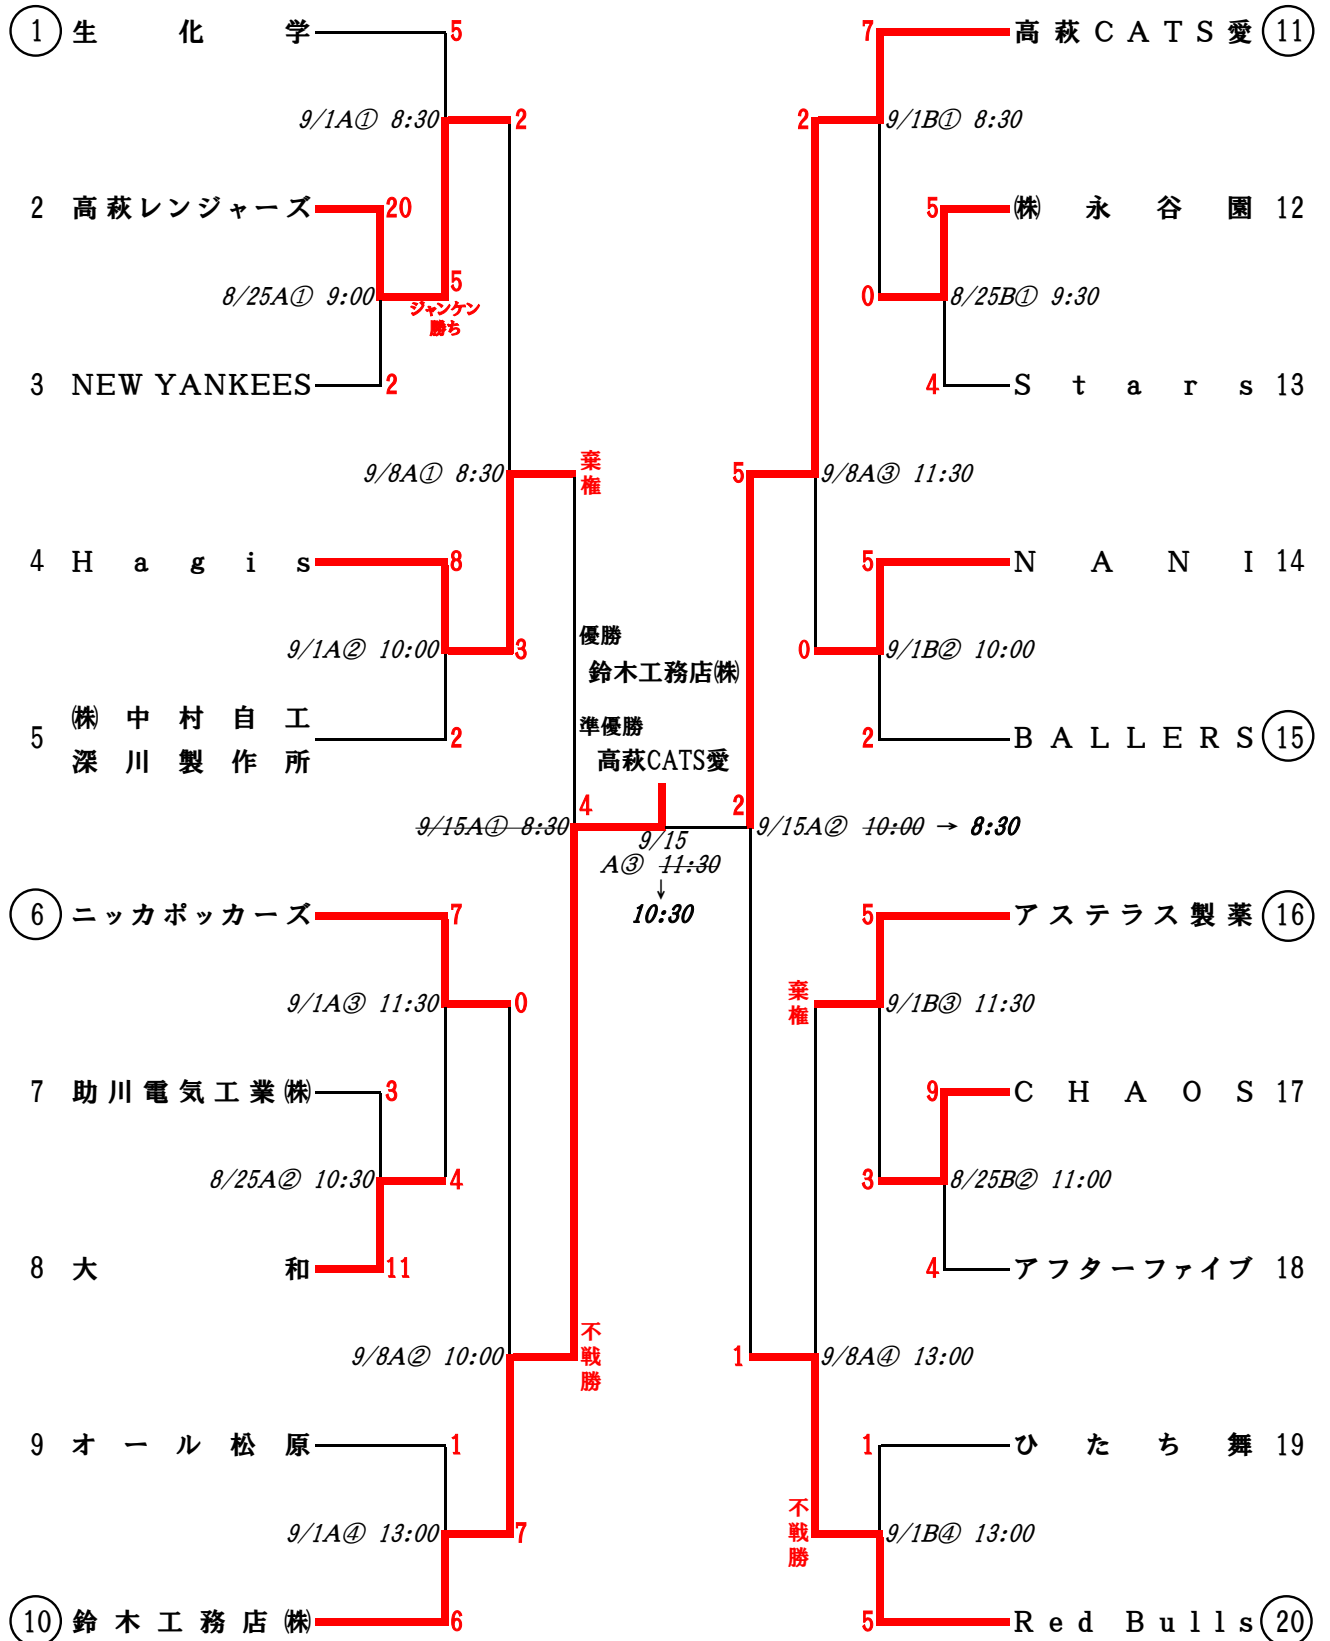 1 生化学 5
7 高萩CATS愛 11
9/1A① 8:30 2
2 9/1B① 8:30
2 高萩レンジャーズ 20
5 ㈱永谷園 12
8/25A① 9:00 5
ジャンケン
勝ち
0 8/25B① 9:30
3 NEW YANKEES 2
4 Stars 13
9/8A① 8:30 棄権
5 9/8A③ 11:30
4 Hagis 8
5 NANI 14
9/1A② 10:00 3
0 9/1B② 10:00
優勝
鈴木工務店㈱
準優勝
高萩CATS愛
5 ㈱中村自工
深川製作所 2
2 BALLERS 15
9/15A① 8:30 4
2 9/15A② 10:00 → 8:30
9/15
A③ 11:30
↓
10:30
6 ニッカポッカーズ 7
5 アステラス製薬 16
9/1A③ 11:30 0
棄権 9/1B③ 11:30
7 助川電気工業㈱ 3
9 CHAOS 17
8/25A② 10:30 4
3 8/25B② 11:00
8 大和 11
4 アフターファイブ 18
9/8A② 10:00 不戦勝
1 9/8A④ 13:00
9 オール松原 1
1 ひたち舞 19
9/1A④ 13:00 7
不戦勝 9/1B④ 13:00
10 鈴木工務店㈱ 6
5 Red Bulls 20